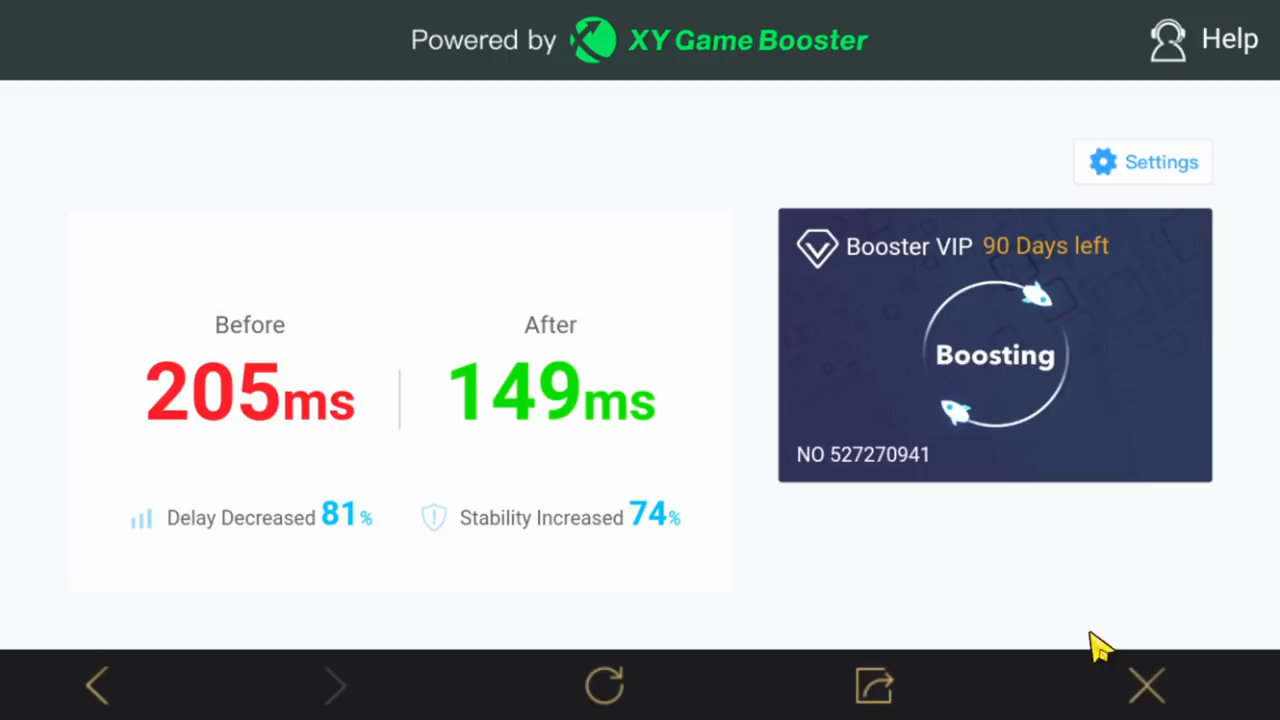 Powered by XY Game Booster
Help
Settings
Before
After
205ms
149ms
Delay Decreased 81%
Stability Increased 74%
Booster VIP 90 Days left
Boosting
NO 527270941